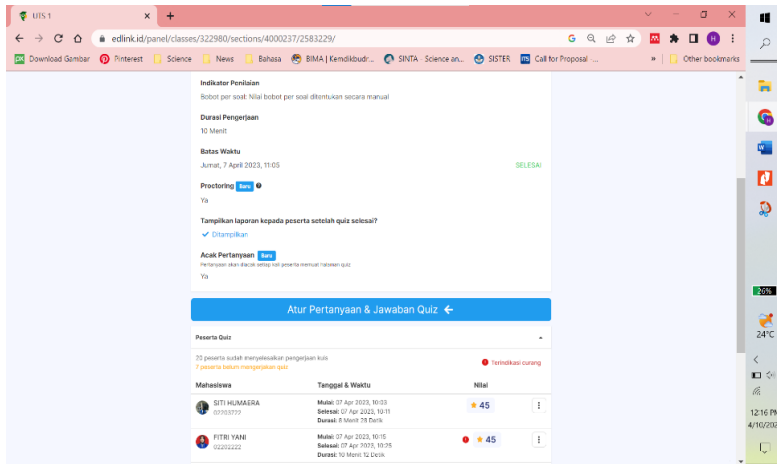 UTS 1
edlink.id/panel/classes/322980/sections/4000237/2583229/
Download Gambar Pinterest Science News Bahasa BIMA | Kemdikbudr... SINTA - Science an... SISTER Call for Proposal -... » Other bookmarks
Indikator Penilaian
Bobot per soal: Nilai bobot per soal ditentukan secara manual
Durasi Pengerjaan
10 Menit
Batas Waktu
Jumat, 7 April 2023, 11:05 SELESAI
Proctoring Baru
Ya
Tampilkan laporan kepada peserta setelah quiz selesai?
Ditampilkan
Acak Pertanyaan Baru
Pertanyaan akan diacak setiap kali peserta memuat halaman quiz
Ya
Atur Pertanyaan & Jawaban Quiz
Peserta Quiz
20 peserta sudah menyelesaikan pengerjaan kuis
7 peserta belum mengerjakan quiz
Terindikasi curang
Mahasiswa Tanggal & Waktu Nilai
SITI HUMAERA Mulai: 07 Apr 2023, 10:03 45
02203722 Selesai: 07 Apr 2023, 10:11
Durasi: 8 Menit 28 Detik
FITRI YANI Mulai: 07 Apr 2023, 10:15 45
02202222 Selesai: 07 Apr 2023, 10:25
Durasi: 10 Menit 12 Detik
26%
24°C
12:16 PM
4/10/202